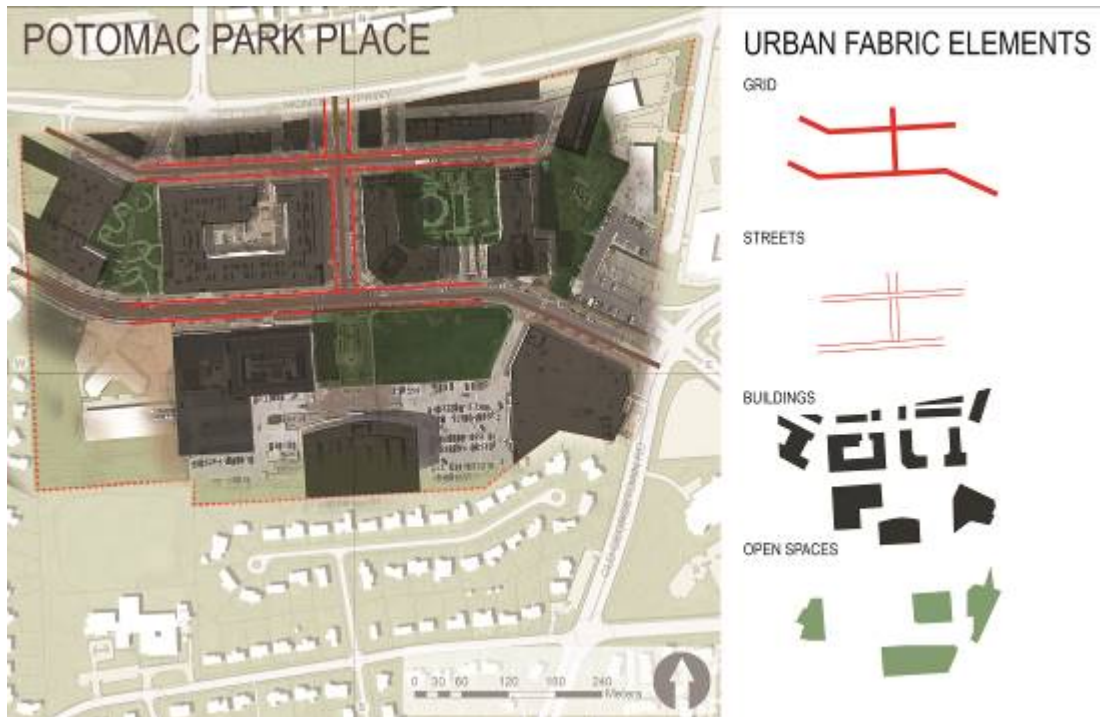 POTOMAC PARK PLACE
URBAN FABRIC ELEMENTS
GRID
STREETS
BUILDINGS
OPEN SPACES
W
E
S
0 30 60 120 180 240
Meters